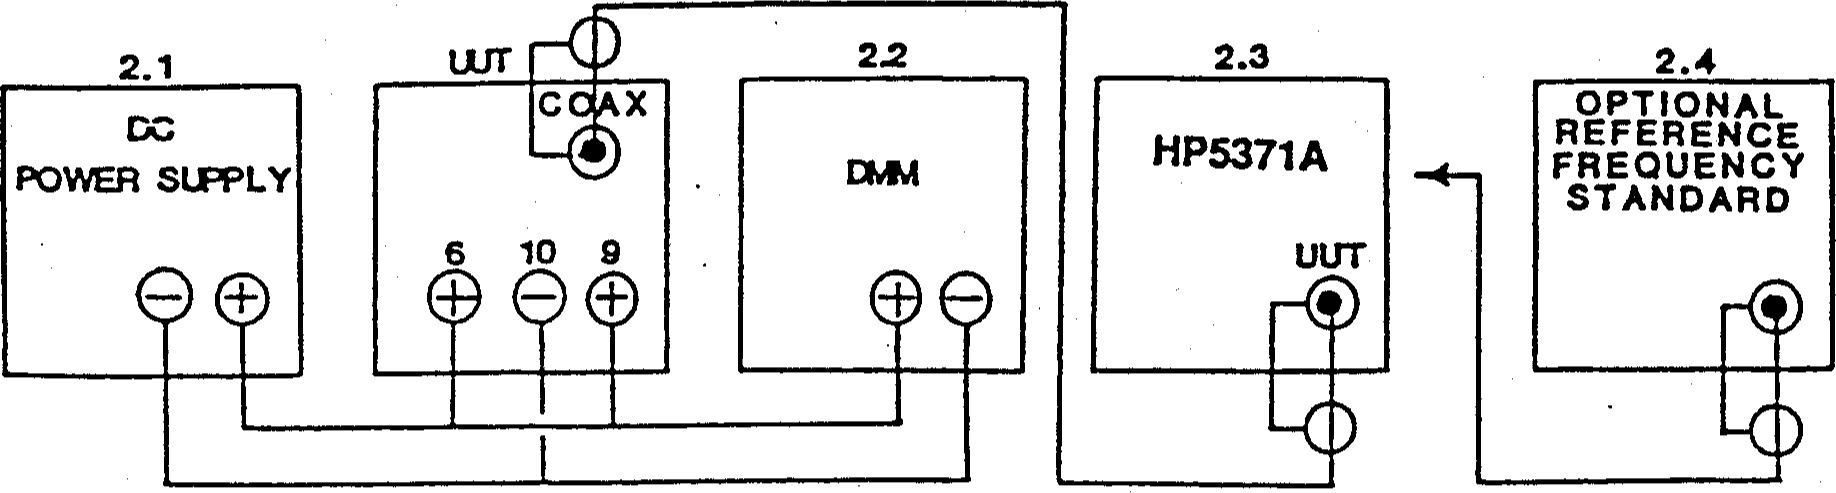 2.1
DC
POWER SUPPLY
UUT
COAX
6 10 9
2.2
DMM
2.3
HP5371A
UUT
2.4
OPTIONAL
REFERENCE
FREQUENCY
STANDARD